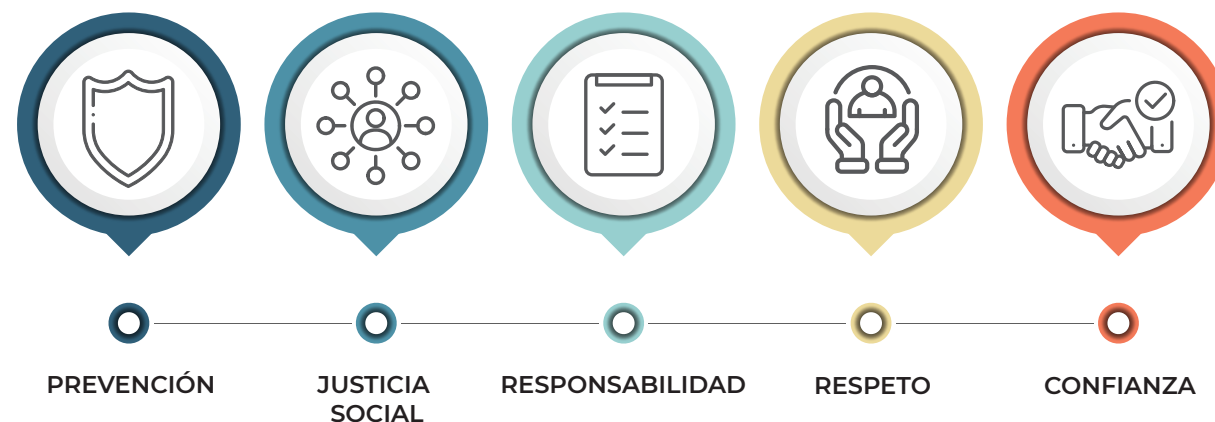 PREVENCIÓN
JUSTICIA
SOCIAL
RESPONSABILIDAD
RESPETO
CONFIANZA